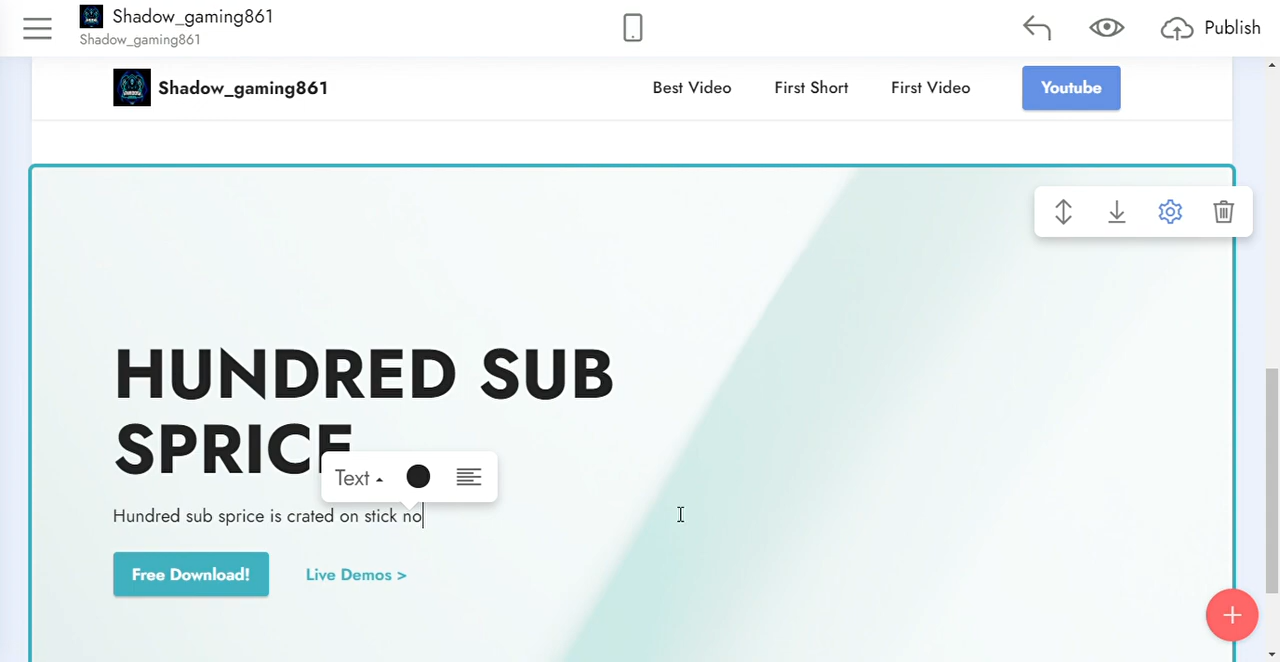 Shadow_gaming861
Shadow_gaming861
Publish
Shadow_gaming861
Best Video
First Short
First Video
Youtube
HUNDRED SUB
SPRICE
Text
Hundred sub sprice is crated on stick no
Free Download!
Live Demos >